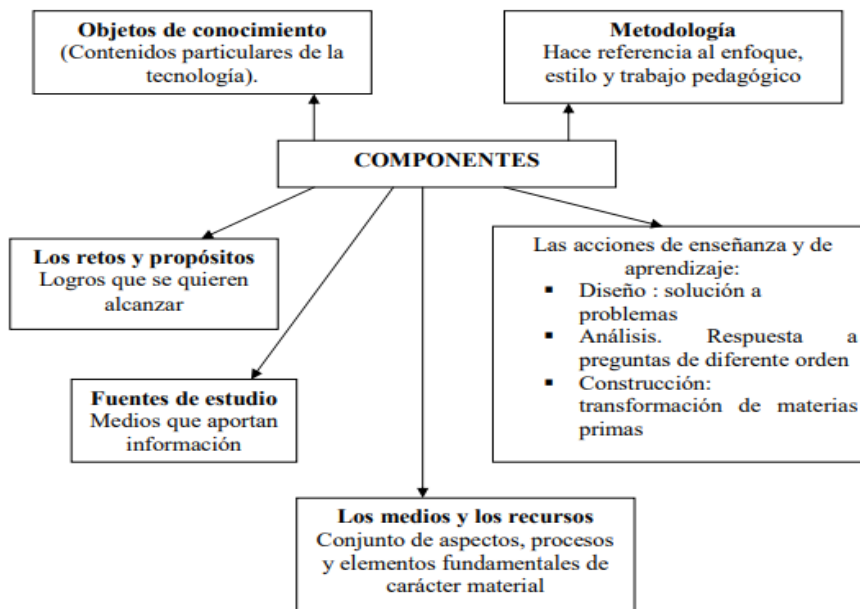 Objetos de conocimiento
(Contenidos particulares de la
tecnología).
Metodología
Hace referencia al enfoque,
estilo y trabajo pedagógico
COMPONENTES
Los retos y propósitos
Logros que se quieren
alcanzar
Las acciones de enseñanza y de
aprendizaje:
▪ Diseño : solución a
problemas
▪ Análisis. Respuesta a
preguntas de diferente orden
▪ Construcción:
transformación de materias
primas
Fuentes de estudio
Medios que aportan
información
Los medios y los recursos
Conjunto de aspectos, procesos
y elementos fundamentales de
carácter material